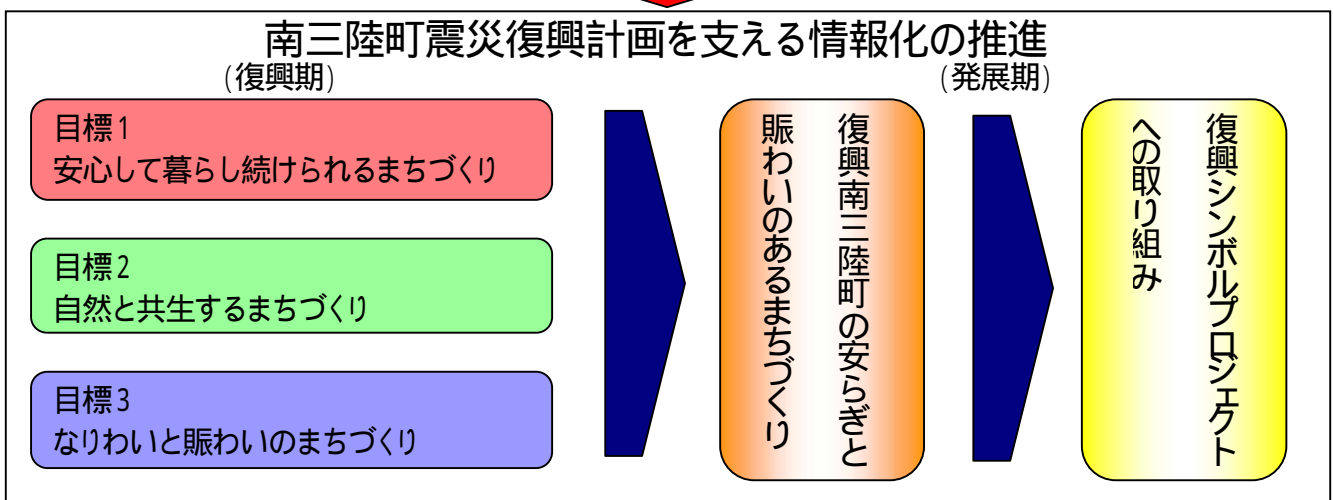 南三陸町震災復興計画を支える情報化の推進
(復興期)
(発展期)
目標1
安心して暮らし続けられるまちづくり
目標2
自然と共生するまちづくり
目標3
なりわいと賑わいのまちづくり
復興南三陸町の安らぎと
賑わいのあるまちづくり
復興シンボルプロジェクト
への取り組み